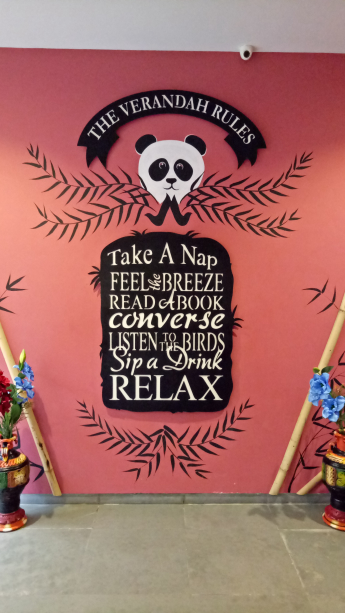 THE VERANDAH RULES
Take A Nap
FEEL the BREEZE
READ A BOOK
converse
LISTEN TO THE BIRDS
Sip a Drink
RELAX